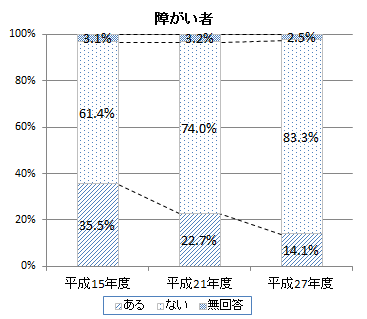 障がい者
100%
80%
60%
40%
20%
0%
3.1%
3.2%
2.5%
61.4%
74.0%
83.3%
35.5%
22.7%
14.1%
平成15年度
平成21年度
平成27年度
ある
ない
無回答